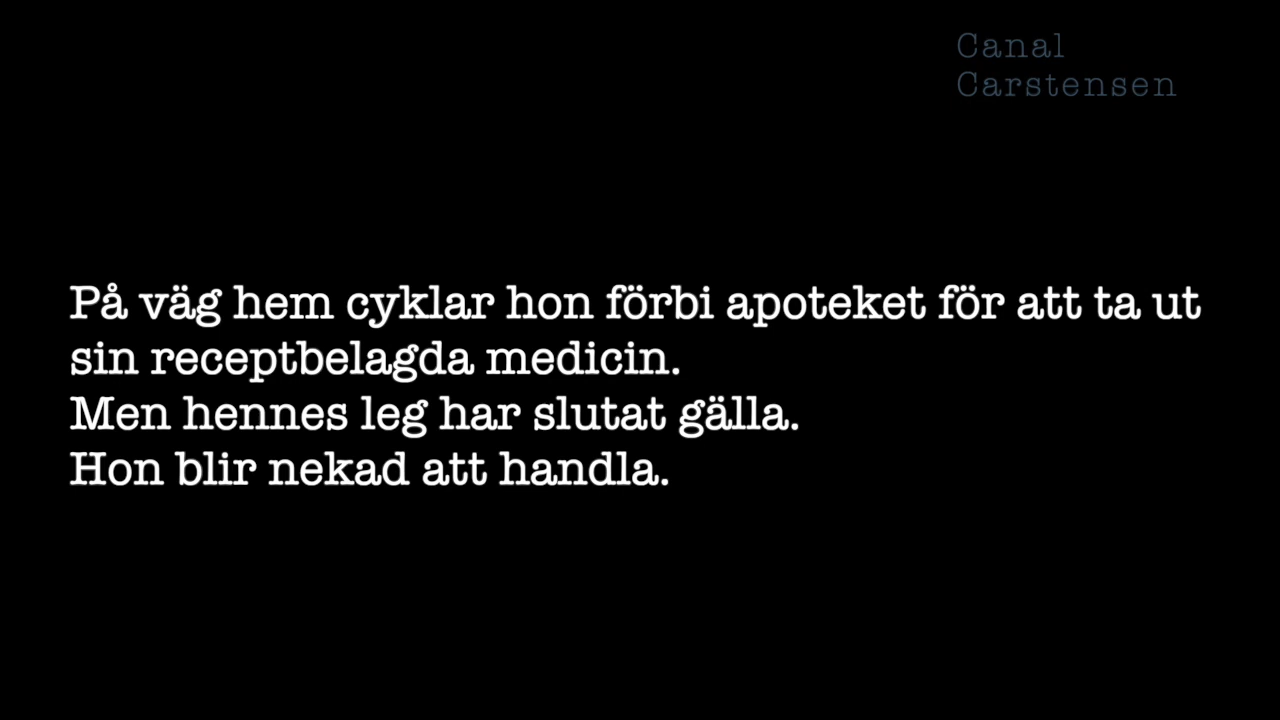 Canal
Carstensen
På väg hem cyklar hon förbi apoteket för att ta ut
sin receptbelagda medicin.
Men hennes leg har slutat gälla.
Hon blir nekad att handla.